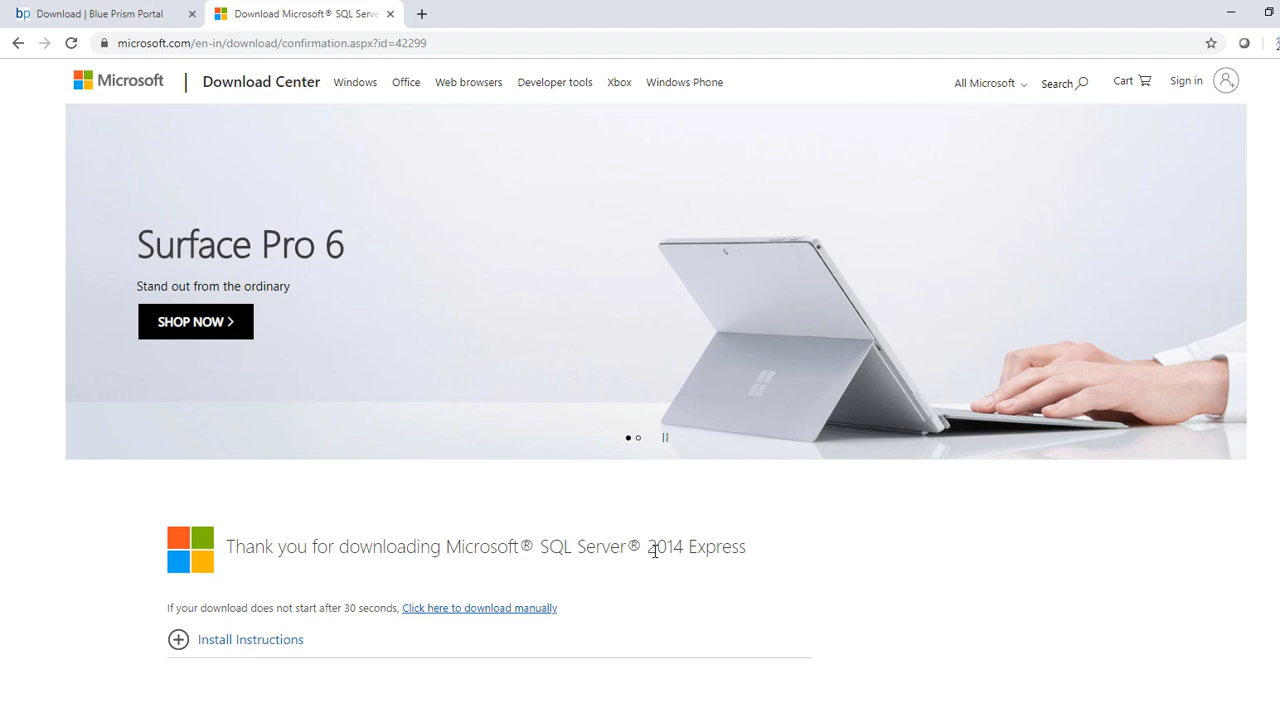 bp Download | Blue Prism Portal
Download Microsoft® SQL Serve
microsoft.com/en-in/download/confirmation.aspx?id=42299
Microsoft
Download Center
Windows
Office
Web browsers
Developer tools
Xbox
Windows Phone
All Microsoft
Search
Cart
Sign in
Surface Pro 6
Stand out from the ordinary
SHOP NOW
Thank you for downloading Microsoft® SQL Server® 2014 Express
If your download does not start after 30 seconds, Click here to download manually
Install Instructions